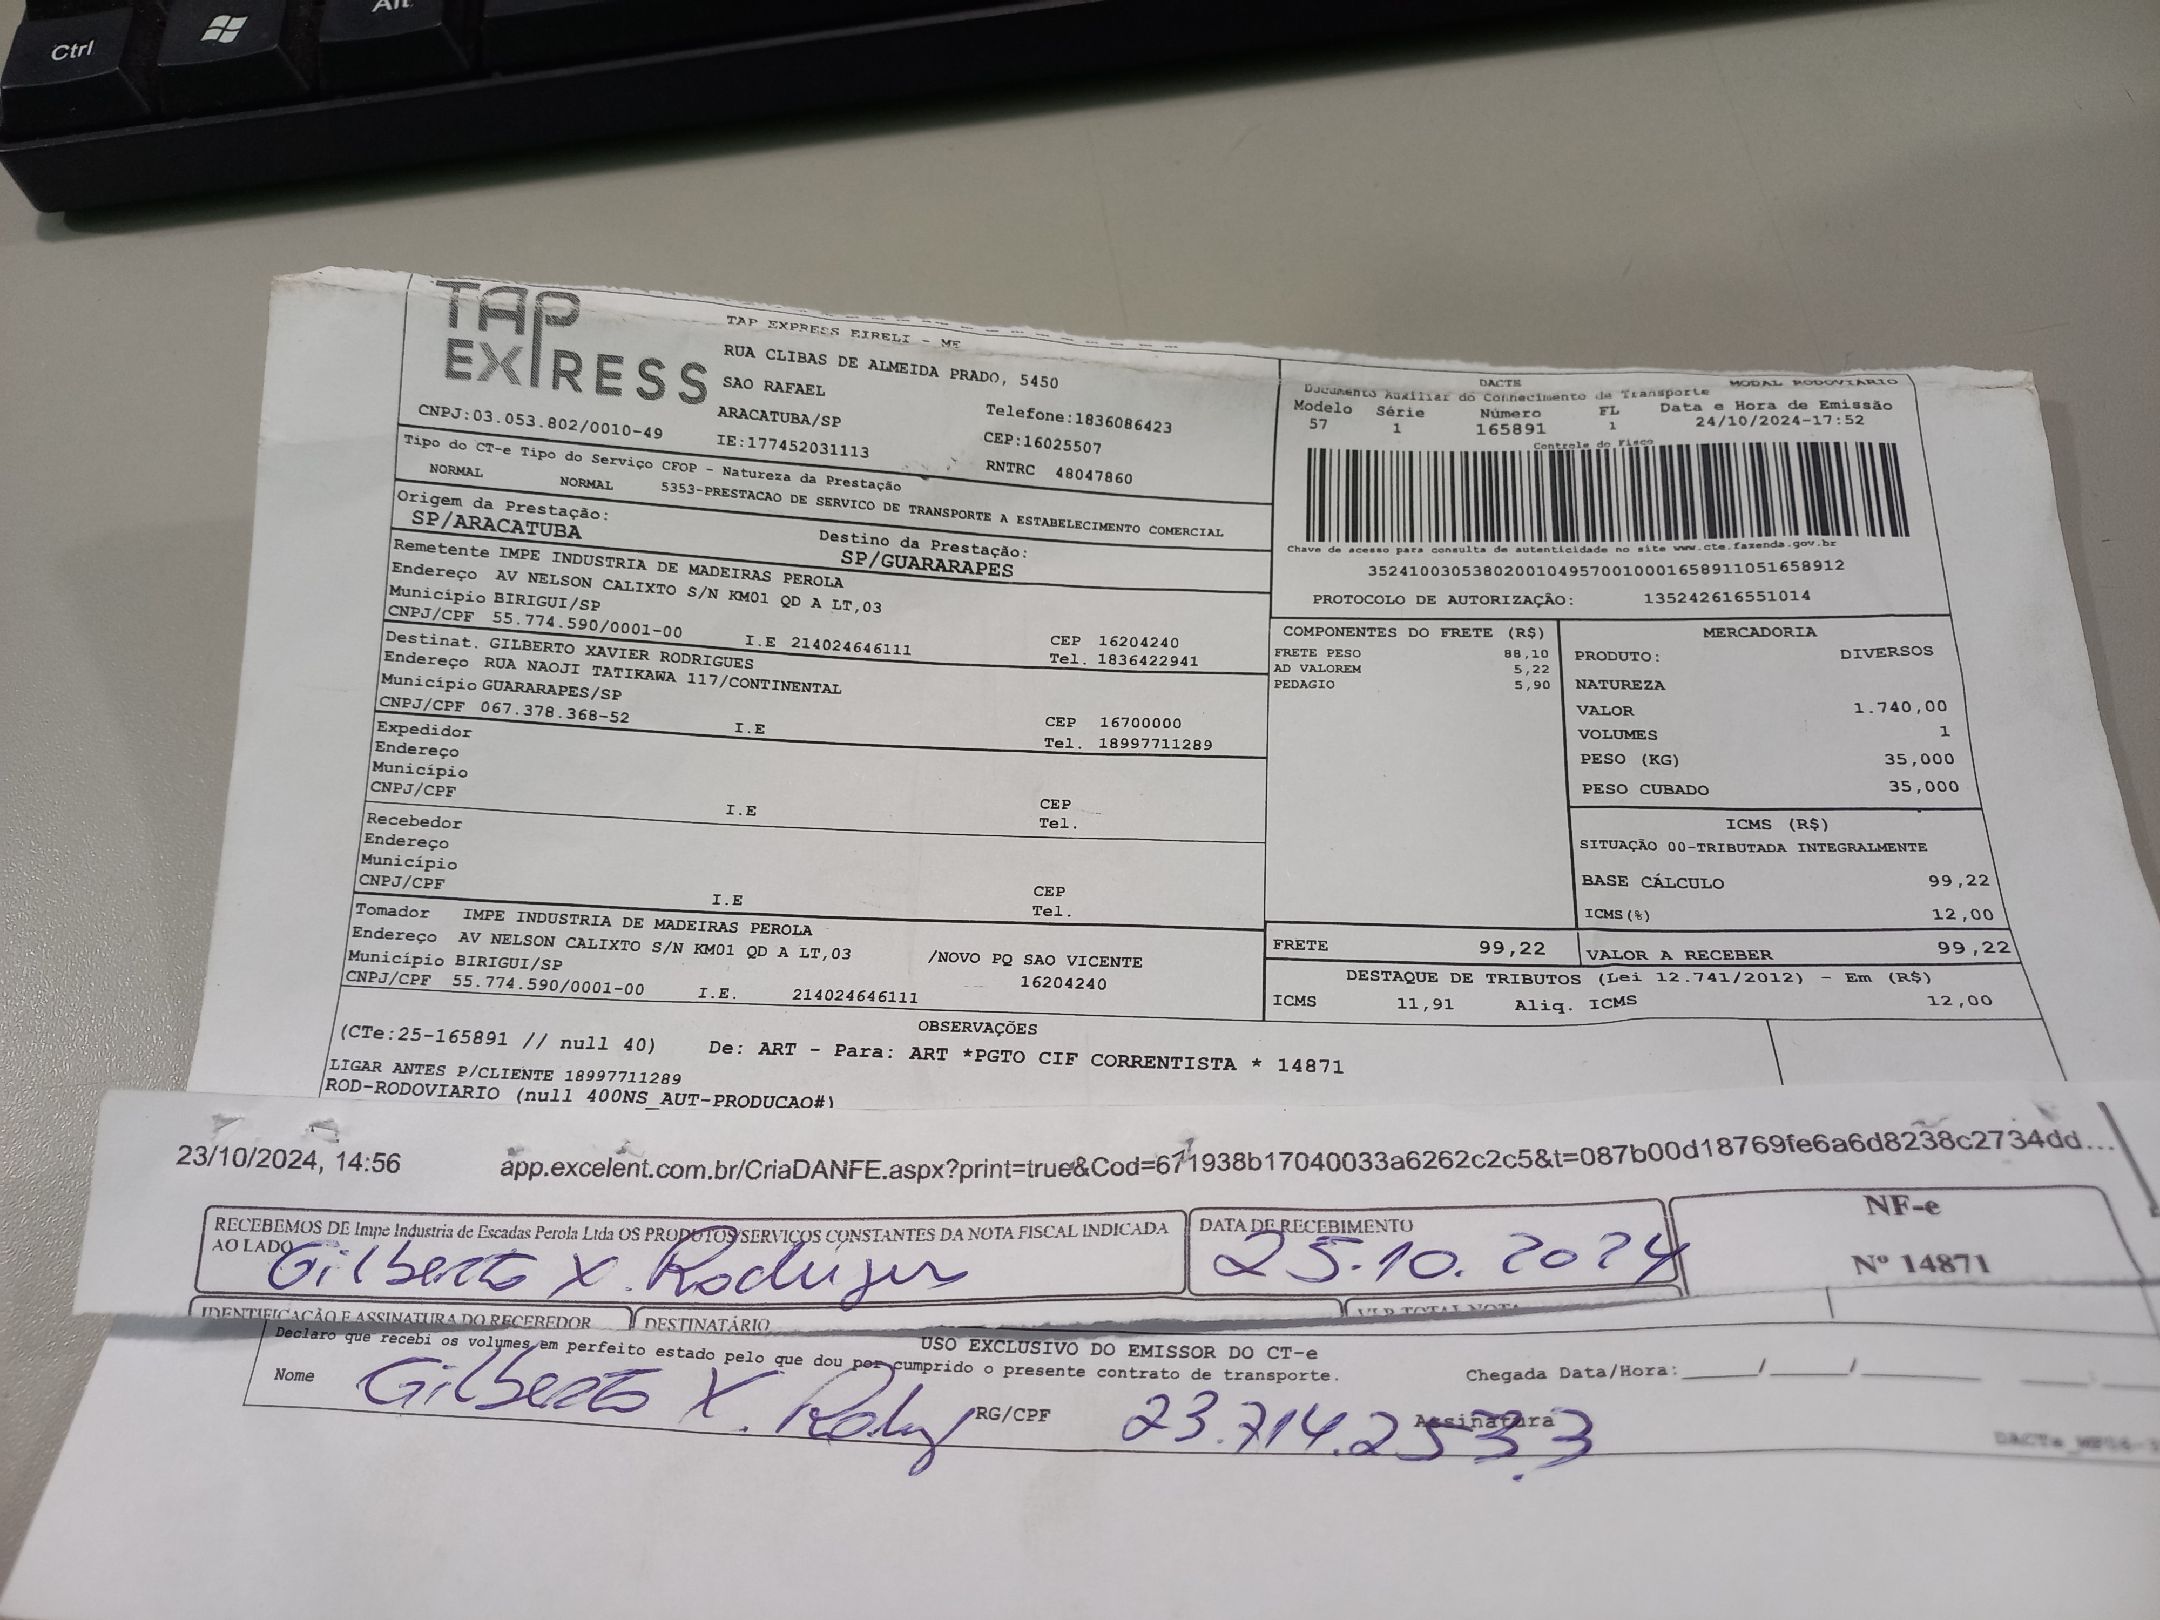 Ctrl
Alt
TAP
EXPRESS
TAP EXPRESS EIRELI - ME
RUA CLIBAS DE ALMEIDA PRADO, 5450
SAO RAFAEL
ARACATUBA/SP
Telefone:1836086423
CNPJ:03.053.802/0010-49
IE:177452031113
CEP:16025507
RNTRC 48047860
Tipo do CT-e Tipo do Serviço CFOP - Natureza da Prestação
NORMAL NORMAL 5353-PRESTACAO DE SERVICO DE TRANSPORTE A ESTABELECIMENTO COMERCIAL
Origem da Prestação:
SP/ARACATUBA
Destino da Prestação:
SP/GUARARAPES
Remetente IMPE INDUSTRIA DE MADEIRAS PEROLA
Endereço AV NELSON CALIXTO S/N KM01 QD A LT,03
Município BIRIGUI/SP CEP 16204240
CNPJ/CPF 55.774.590/0001-00 I.E 214024646111 Tel. 1836422941
Destinat. GILBERTO XAVIER RODRIGUES
Endereço RUA NAOJI TATIKAWA 117/CONTINENTAL
Município GUARARAPES/SP CEP 16700000
CNPJ/CPF 067.378.368-52 I.E Tel. 18997711289
Expedidor
Endereço
Município CEP
CNPJ/CPF I.E Tel.
Recebedor
Endereço
Município CEP
CNPJ/CPF I.E Tel.
Tomador IMPE INDUSTRIA DE MADEIRAS PEROLA
Endereço AV NELSON CALIXTO S/N KM01 QD A LT,03 /NOVO PQ SAO VICENTE
Município BIRIGUI/SP 16204240
CNPJ/CPF 55.774.590/0001-00 I.E. 214024646111
DACTE MODAL RODOVIARIO
Documento Auxiliar do Conhecimento de Transporte
Modelo Série Número FL Data e Hora de Emissão
57 1 165891 1 24/10/2024-17:52
Controle do Fisco
Chave de acesso para consulta de autenticidade no site www.cte.fazenda.gov.br
35241003053802001049570010001658911051658912
PROTOCOLO DE AUTORIZAÇÃO: 135242616551014
COMPONENTES DO FRETE (R$)
FRETE PESO 88,10
AD VALOREM 5,22
PEDAGIO 5,90
MERCADORIA
PRODUTO: DIVERSOS
NATUREZA
VALOR 1.740,00
VOLUMES 1
PESO (KG) 35,000
PESO CUBADO 35,000
ICMS (R$)
SITUAÇÃO 00-TRIBUTADA INTEGRALMENTE
BASE CÁLCULO 99,22
ICMS(%) 12,00
FRETE 99,22 VALOR A RECEBER 99,22
DESTAQUE DE TRIBUTOS (Lei 12.741/2012) - Em (R$)
ICMS 11,91 Aliq. ICMS 12,00
OBSERVAÇÕES
(CTe:25-165891 // null 40) De: ART - Para: ART *PGTO CIF CORRENTISTA * 14871
LIGAR ANTES P/CLIENTE 18997711289
ROD-RODOVIARIO (null 400NS_AUT-PRODUCAO#)
23/10/2024, 14:56 app.excelent.com.br/CriaDANFE.aspx?print=true&Cod=671938b17040033a6262c2c5&t=087b00d18769fe6a6d8238c2734dd...
RECEBEMOS DE Impe Industria de Escadas Perola Ltda OS PRODUTOS/SERVIÇOS CONSTANTES DA NOTA FISCAL INDICADA
AO LADO
Gilberto X. Rodrigues
DATA DE RECEBIMENTO
25.10.2024
NF-e
Nº 14871
IDENTIFICAÇÃO E ASSINATURA DO RECEBEDOR DESTINATÁRIO VLR TOTAL NOTA
USO EXCLUSIVO DO EMISSOR DO CT-e
Declaro que recebi os volumes em perfeito estado pelo que dou por cumprido o presente contrato de transporte.
Chegada Data/Hora:____/____/____
Nome Gilberto X. RG/CPF 23.714.253.3 Assinatura